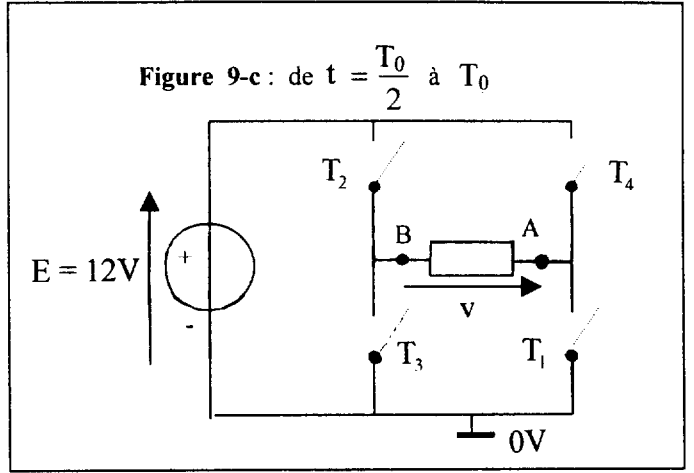 Figure 9-c : de t = T₀/2 à T₀
T₂
T₄
B
A
E = 12V
+
-
v
T₃
T₁
0V